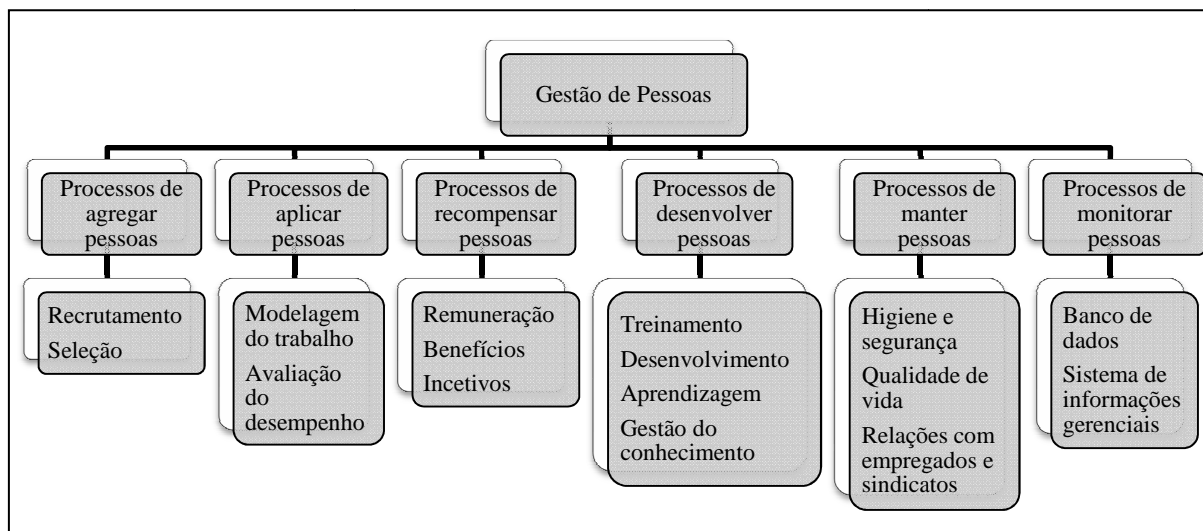 Gestão de Pessoas
Processos de
agregar
pessoas
Processos de
aplicar
pessoas
Processos de
recompensar
pessoas
Processos de
desenvolver
pessoas
Processos de
manter
pessoas
Processos de
monitorar
pessoas
Recrutamento
Seleção
Modelagem
do trabalho
Avaliação
do
desempenho
Remuneração
Benefícios
Incetivos
Treinamento
Desenvolvimento
Aprendizagem
Gestão do
conhecimento
Higiene e
segurança
Qualidade de
vida
Relações com
empregados e
sindicatos
Banco de
dados
Sistema de
informações
gerenciais